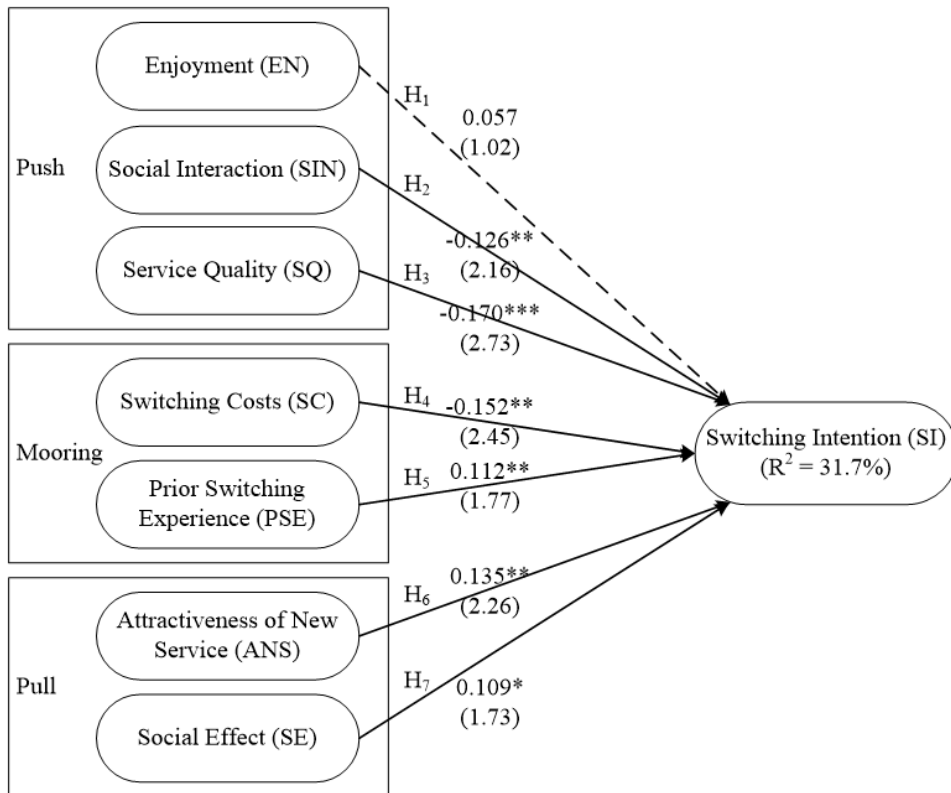 Push
Enjoyment (EN)
Social Interaction (SIN)
Service Quality (SQ)
Mooring
Switching Costs (SC)
Prior Switching
Experience (PSE)
Pull
Attractiveness of New
Service (ANS)
Social Effect (SE)
H1
0.057
(1.02)
H2
-0.126**
(2.16)
H3
-0.170***
(2.73)
H4
-0.152**
(2.45)
H5
0.112**
(1.77)
H6
0.135**
(2.26)
H7
0.109*
(1.73)
Switching Intention (SI)
(R² = 31.7%)